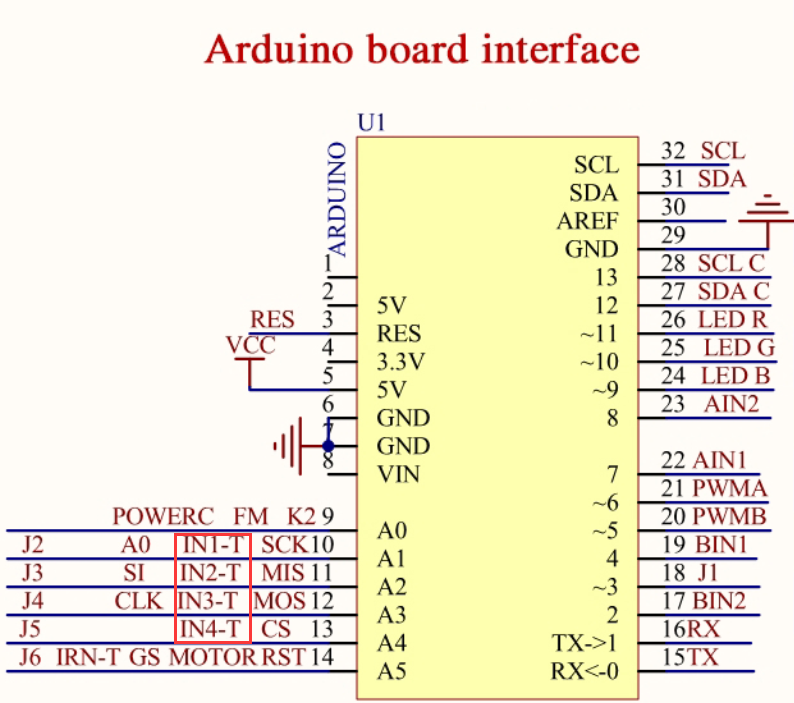 Arduino board interface
U1
ARDUINO
1
2 5V
RES 3 RES
VCC 4 3.3V
5 5V
6 GND
7 GND
8 VIN
POWERC FM K2 9 A0
J2 A0 IN1-T SCK 10 A1
J3 SI IN2-T MIS 11 A2
J4 CLK IN3-T MOS 12 A3
J5 IN4-T CS 13 A4
J6 IRN-T GS MOTOR RST 14 A5
SCL 32 SCL
SDA 31 SDA
AREF 30
GND 29
13 28 SCL C
12 27 SDA C
~11 26 LED R
~10 25 LED G
~9 24 LED B
8 23 AIN2
7 22 AIN1
~6 21 PWMA
~5 20 PWMB
4 19 BIN1
~3 18 J1
2 17 BIN2
TX->1 16 RX
RX<-0 15 TX